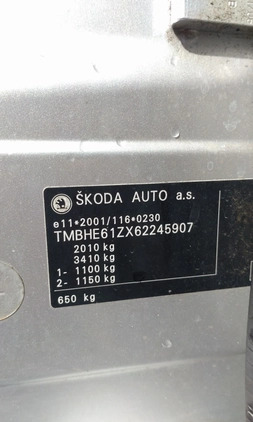 ŠKODA AUTO a.s.
e11*2001/116*0230
TMBHE61ZX62245907
2010 kg
3410 kg
1- 1100 kg
2- 1150 kg
650 kg